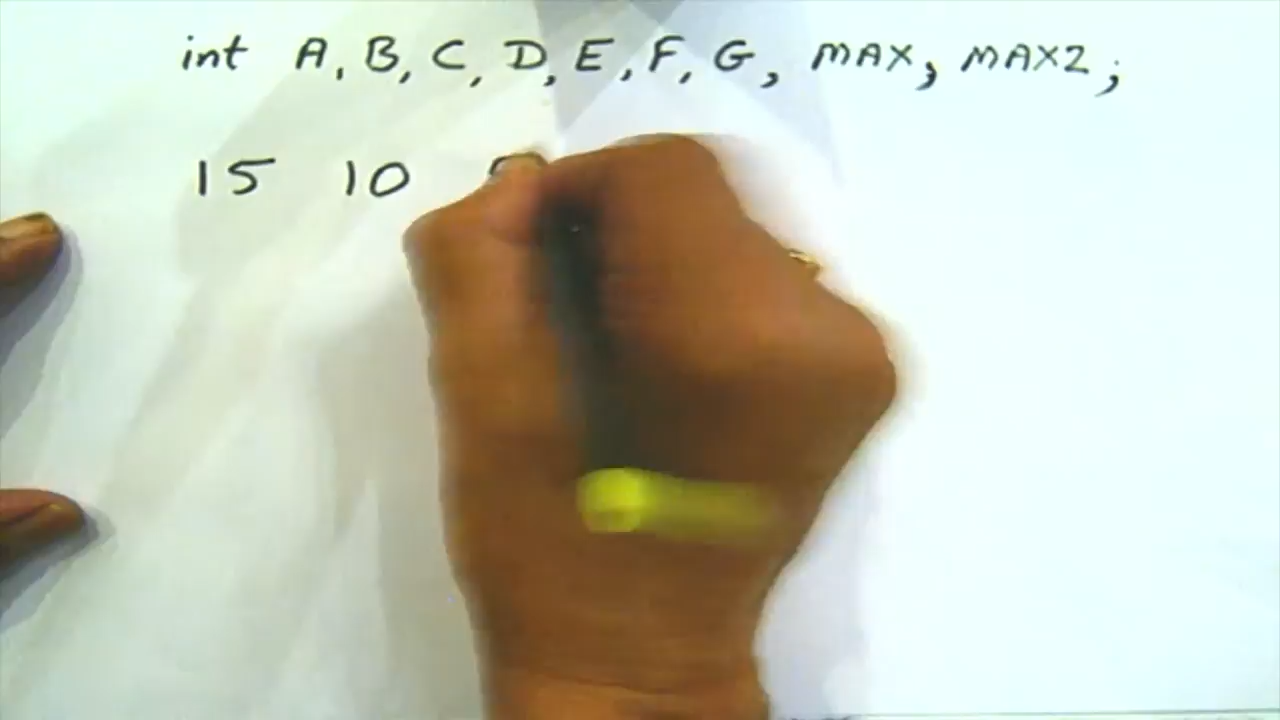 int A, B, C, D, E, F, G, MAX, MAX2;
15 10